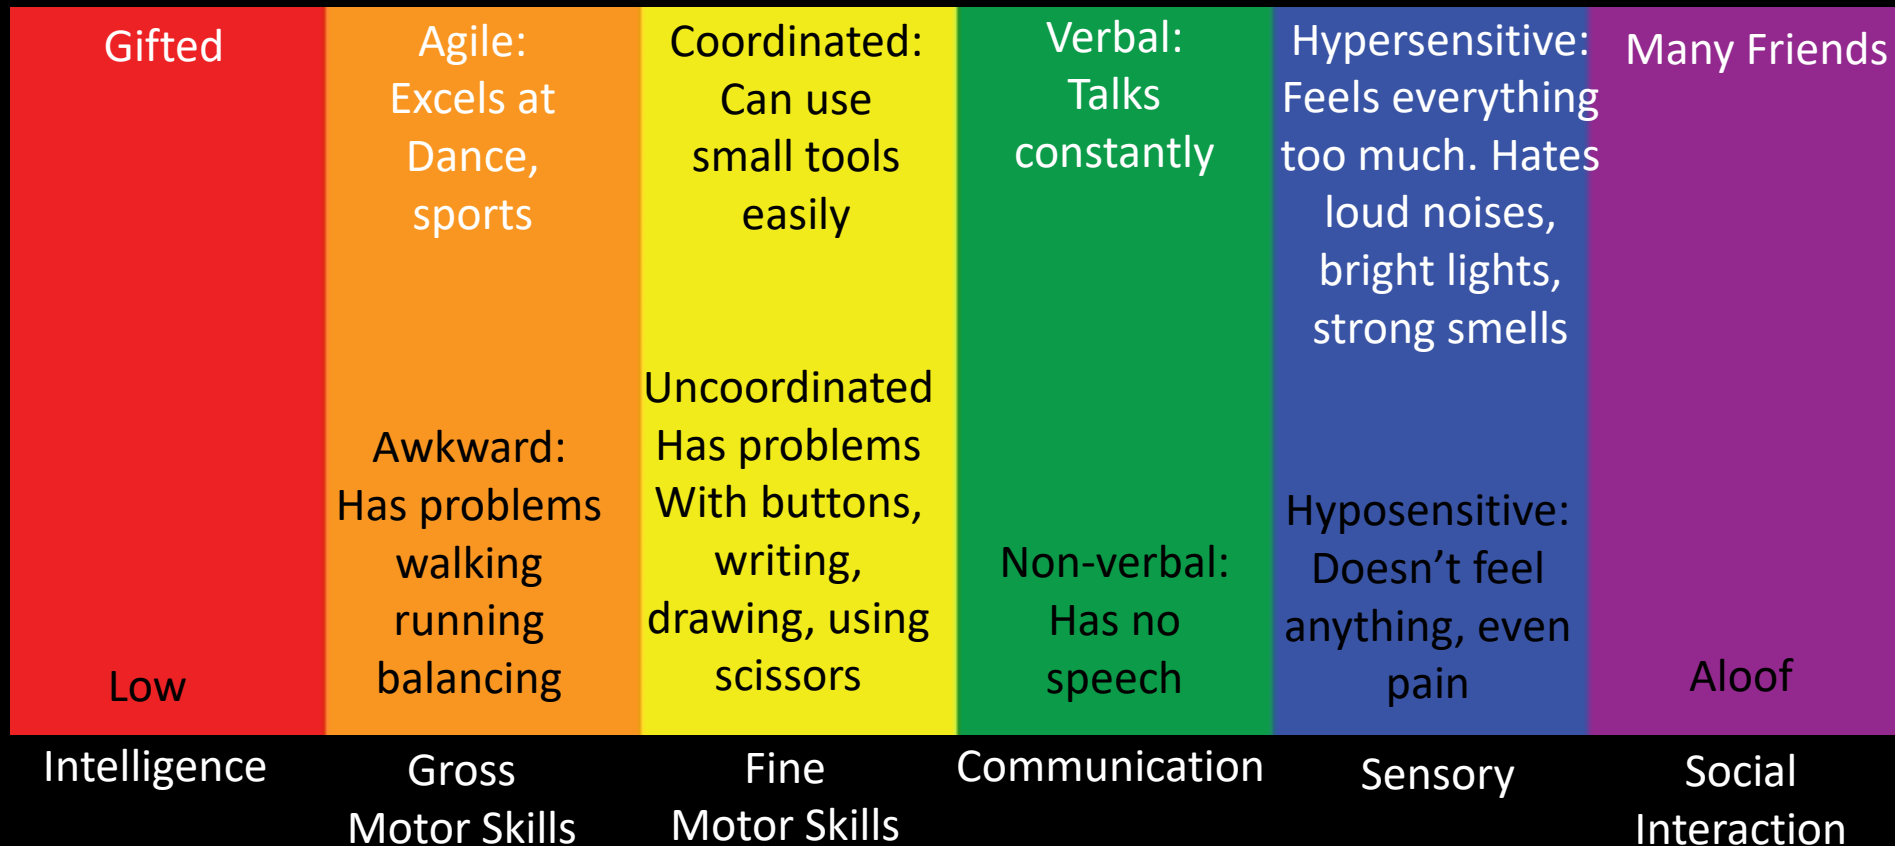 Gifted
Agile:
Excels at
Dance,
sports
Coordinated:
Can use
small tools
easily
Verbal:
Talks
constantly
Hypersensitive:
Feels everything
too much. Hates
loud noises,
bright lights,
strong smells
Many Friends
Low
Awkward:
Has problems
walking
running
balancing
Uncoordinated
Has problems
With buttons,
writing,
drawing, using
scissors
Non-verbal:
Has no
speech
Hyposensitive:
Doesn’t feel
anything, even
pain
Aloof
Intelligence
Gross
Motor Skills
Fine
Motor Skills
Communication
Sensory
Social
Interaction